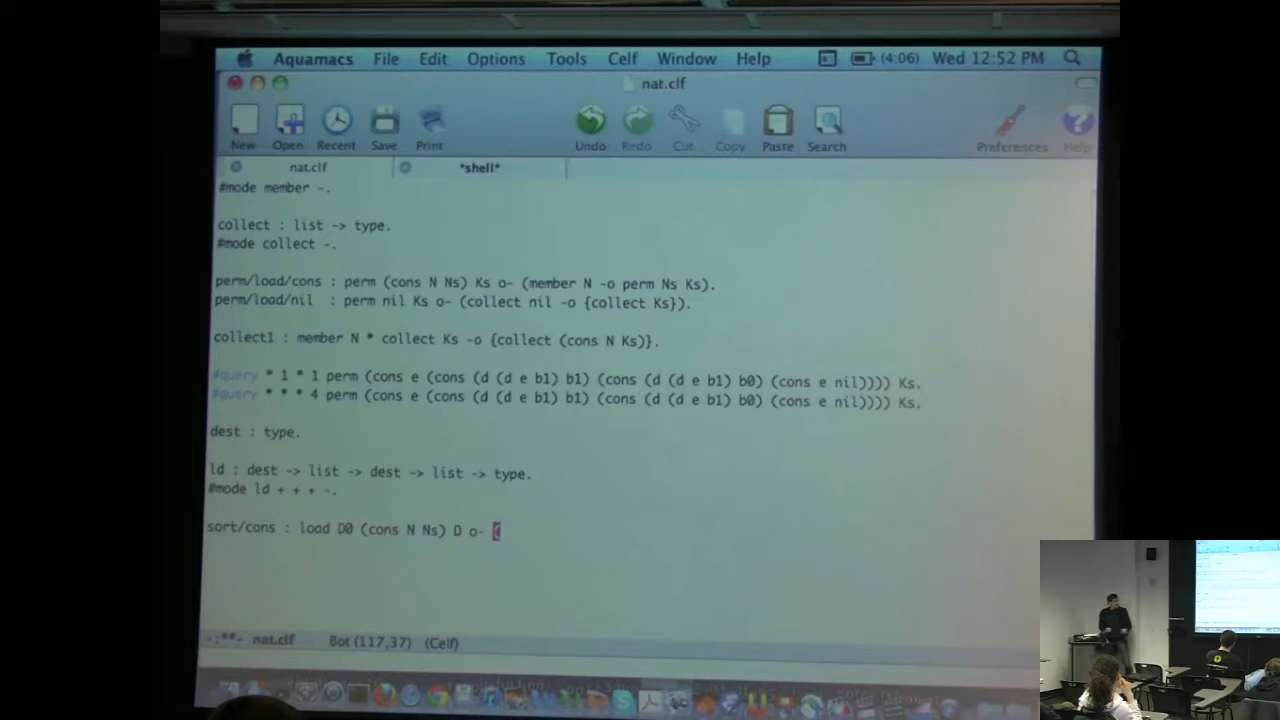 Aquamacs File Edit Options Tools Celf Window Help (4:06) Wed 12:52 PM
nat.clf
New Open Recent Save Print Undo Redo Cut Copy Paste Search Preferences Help
nat.clf *shell*
#mode member -.
collect : list -> type.
#mode collect -.
perm/load/cons : perm (cons N Ns) Ks o- (member N -o perm Ns Ks).
perm/load/nil : perm nil Ks o- (collect nil -o {collect Ks}).
collect1 : member N * collect Ks -o {collect (cons N Ks)}.
#query * 1 * 1 perm (cons e (cons (d (d e b1) b1) (cons (d (d e b1) b0) (cons e nil)))) Ks.
#query * * * 4 perm (cons e (cons (d (d e b1) b1) (cons (d (d e b1) b0) (cons e nil)))) Ks.
dest : type.
ld : dest -> list -> dest -> list -> type.
#mode ld + + + -.
sort/cons : load D0 (cons N Ns) D o- (
-:**- nat.clf Bot (117,37) (Celf)